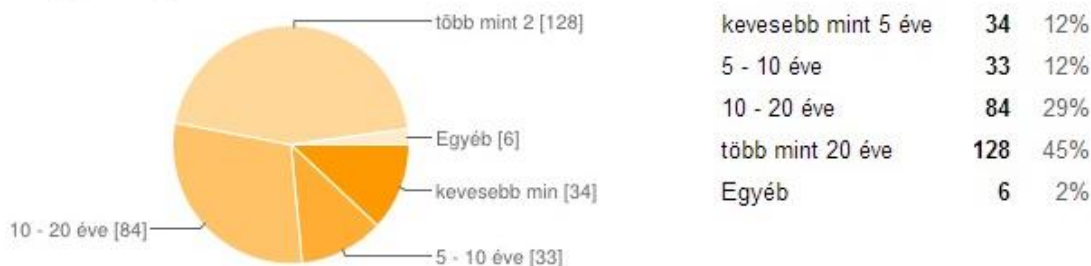 több mint 2 [128]
Egyéb [6]
kevesebb min [34]
10 - 20 éve [84]
5 - 10 éve [33]
kevesebb mint 5 éve 34 12%
5 - 10 éve 33 12%
10 - 20 éve 84 29%
több mint 20 éve 128 45%
Egyéb 6 2%